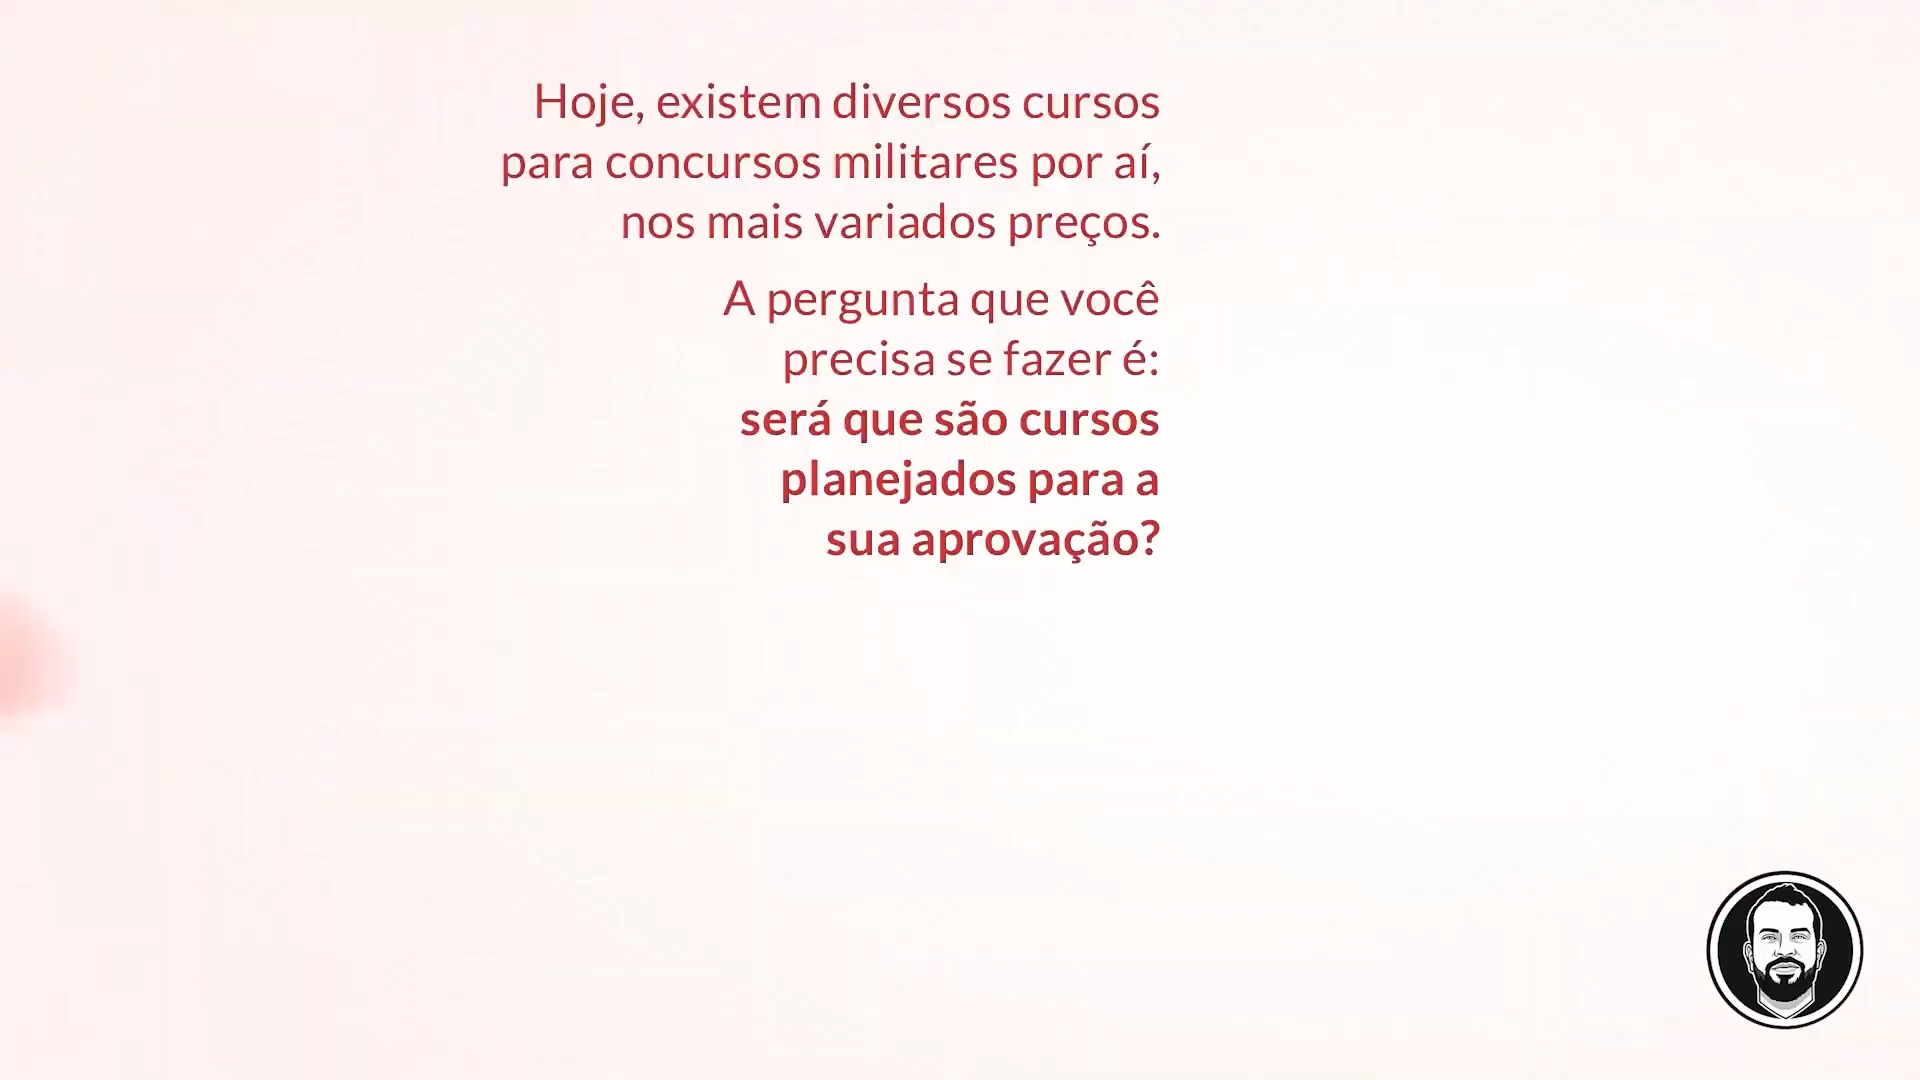 Hoje, existem diversos cursos
para concursos militares por aí,
nos mais variados preços.
A pergunta que você
precisa se fazer é:
será que são cursos
planejados para a
sua aprovação?